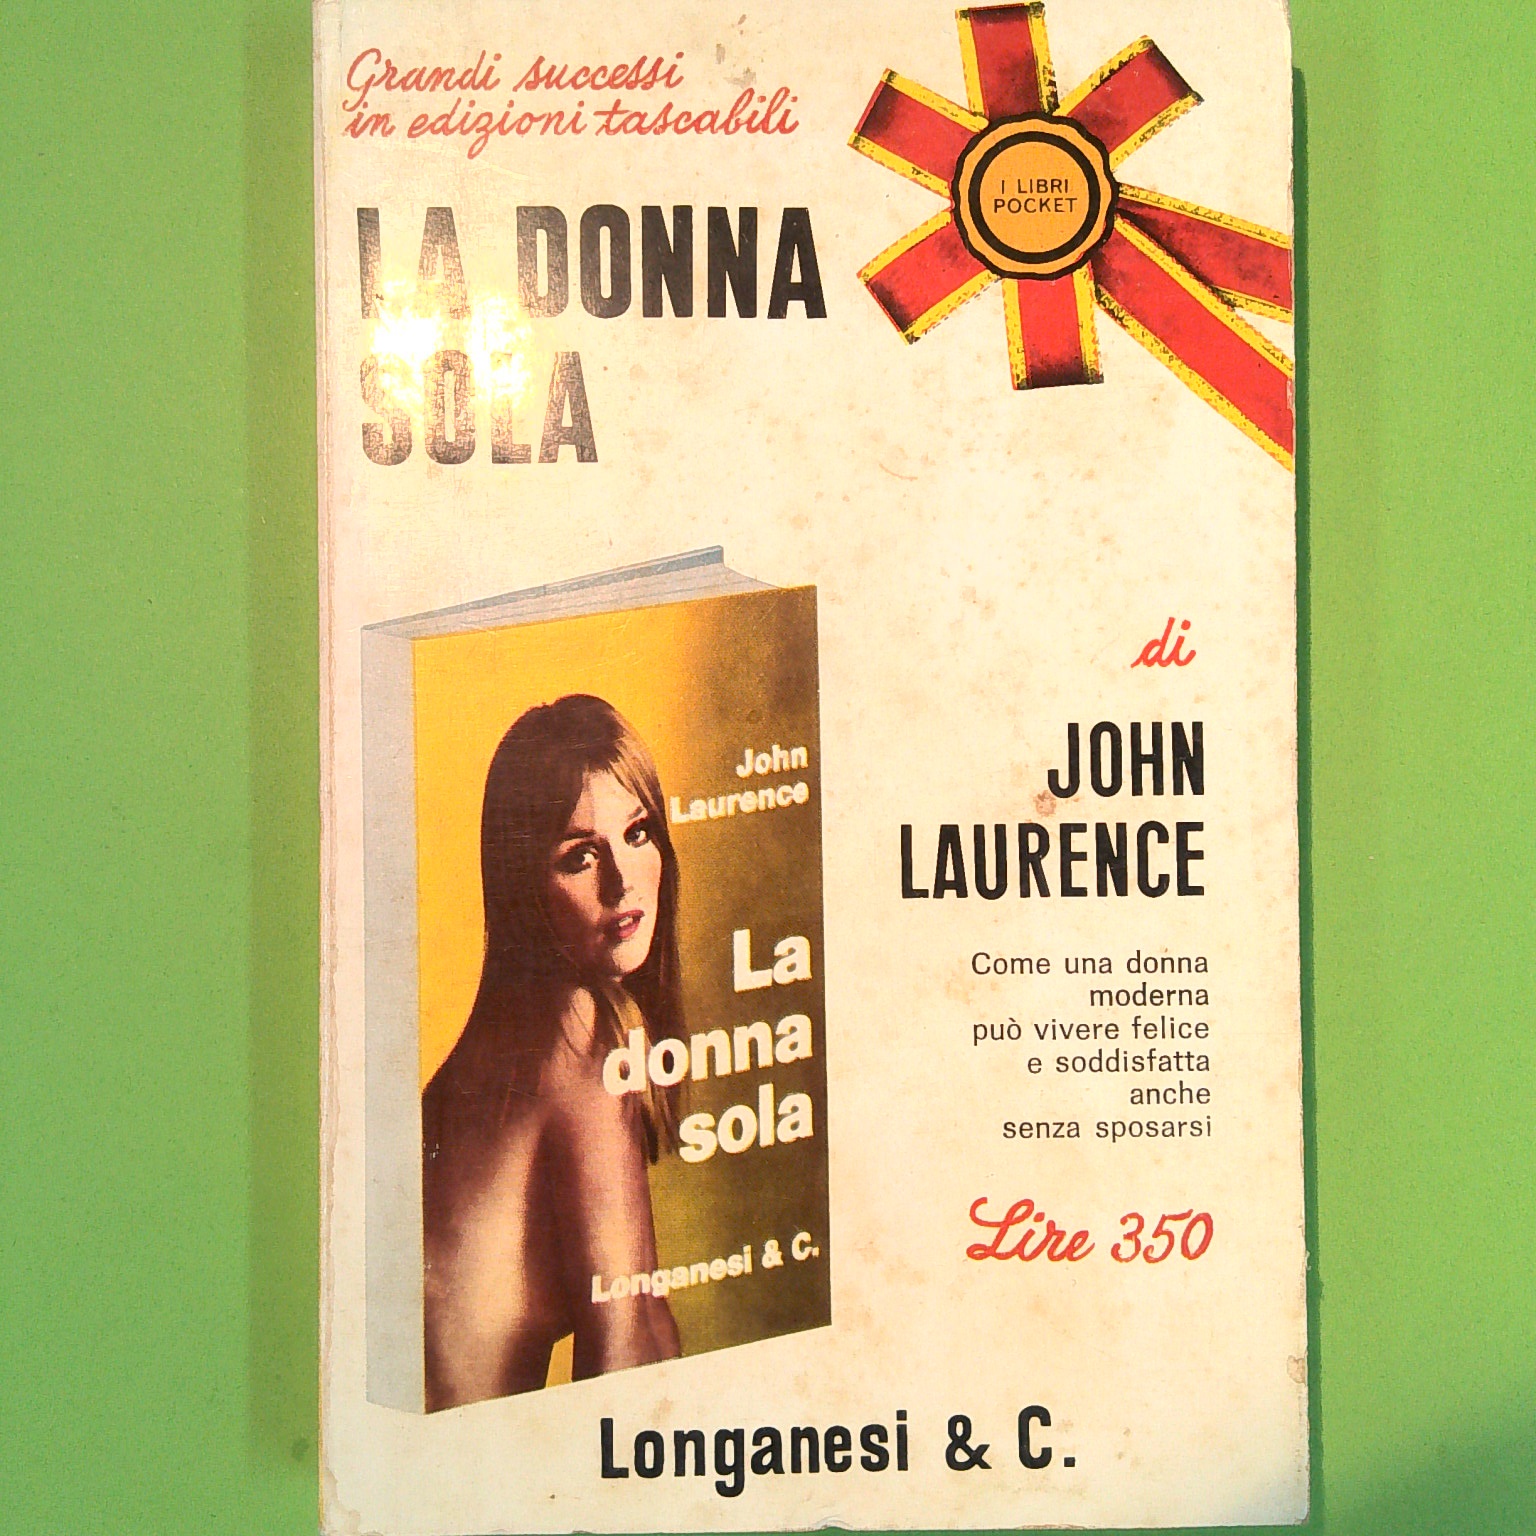 Grandi successi
in edizioni tascabili
I LIBRI
POCKET
LA DONNA
SOLA
di
JOHN
LAURENCE
Come una donna
moderna
può vivere felice
e soddisfatta
anche
senza sposarsi
Lire 350
John
Laurence
La
donna
sola
Longanesi & C.
Longanesi & C.